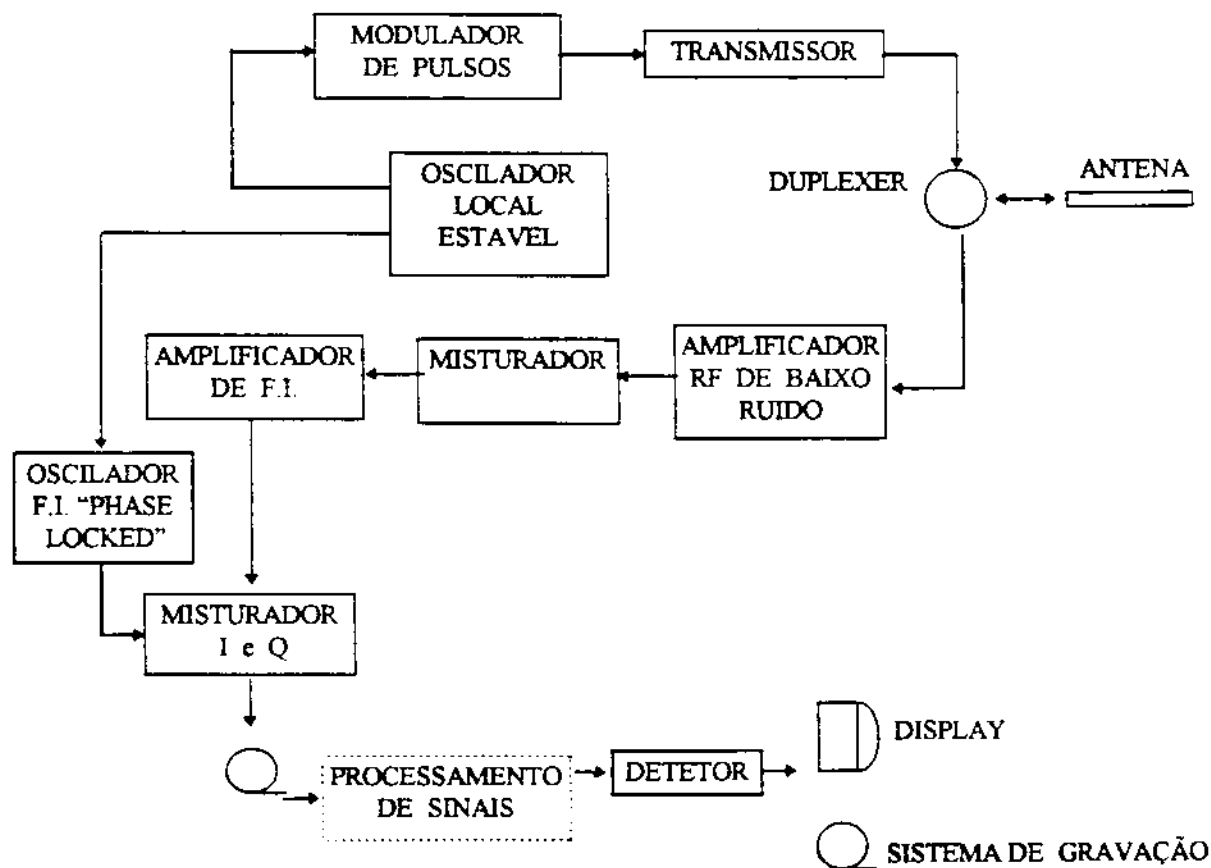 MODULADOR
DE PULSOS
TRANSMISSOR
OSCILADOR
LOCAL
ESTAVEL
DUPLEXER
ANTENA
AMPLIFICADOR
DE F.I.
MISTURADOR
AMPLIFICADOR
RF DE BAIXO
RUIDO
OSCILADOR
F.I. “PHASE
LOCKED”
MISTURADOR
I e Q
PROCESSAMENTO
DE SINAIS
DETETOR
DISPLAY
SISTEMA DE GRAVAÇÃO